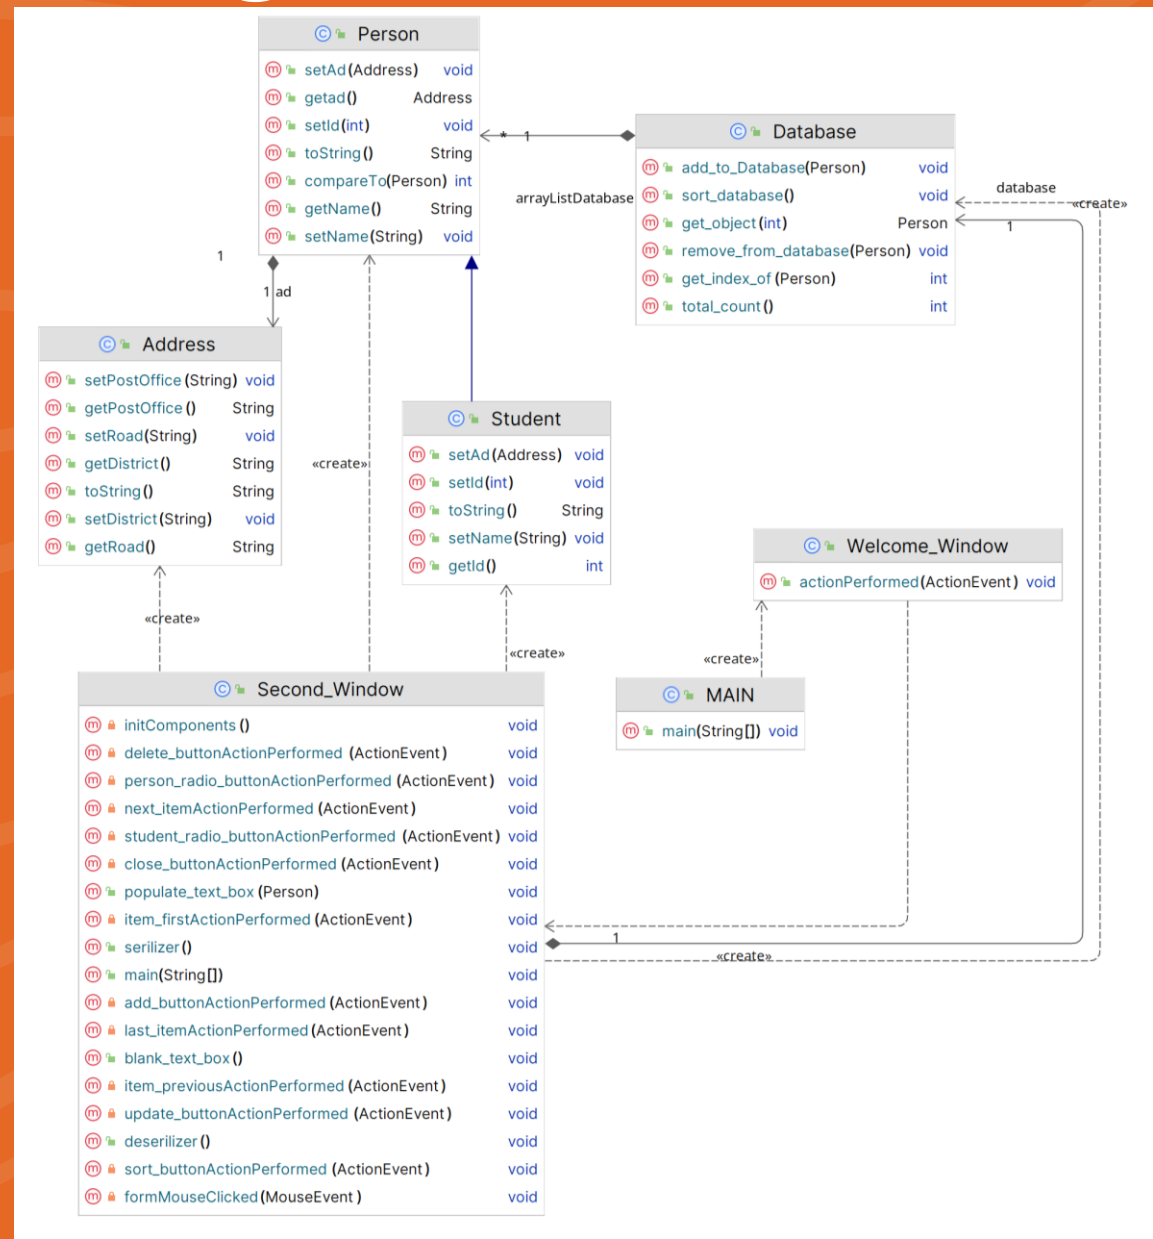 Person
setAd(Address) void
getad() Address
setId(int) void
toString() String
compareTo(Person) int
getName() String
setName(String) void
Database
add_to_Database(Person) void
sort_database() void
get_object(int) Person
remove_from_database(Person) void
get_index_of(Person) int
total_count() int
* 1
arrayListDatabase
database
«create»
1
1
1 ad
Address
setPostOffice(String) void
getPostOffice() String
setRoad(String) void
getDistrict() String
toString() String
setDistrict(String) void
getRoad() String
«create»
Student
setAd(Address) void
setId(int) void
toString() String
setName(String) void
getId() int
Welcome_Window
actionPerformed(ActionEvent) void
«create»
«create»
«create»
MAIN
main(String[]) void
Second_Window
initComponents() void
delete_buttonActionPerformed(ActionEvent) void
person_radio_buttonActionPerformed(ActionEvent) void
next_itemActionPerformed(ActionEvent) void
student_radio_buttonActionPerformed(ActionEvent) void
close_buttonActionPerformed(ActionEvent) void
populate_text_box(Person) void
item_firstActionPerformed(ActionEvent) void
serilizer() void
main(String[]) void
add_buttonActionPerformed(ActionEvent) void
last_itemActionPerformed(ActionEvent) void
blank_text_box() void
item_previousActionPerformed(ActionEvent) void
update_buttonActionPerformed(ActionEvent) void
deserilizer() void
sort_buttonActionPerformed(ActionEvent) void
formMouseClicked(MouseEvent) void
1
«create»